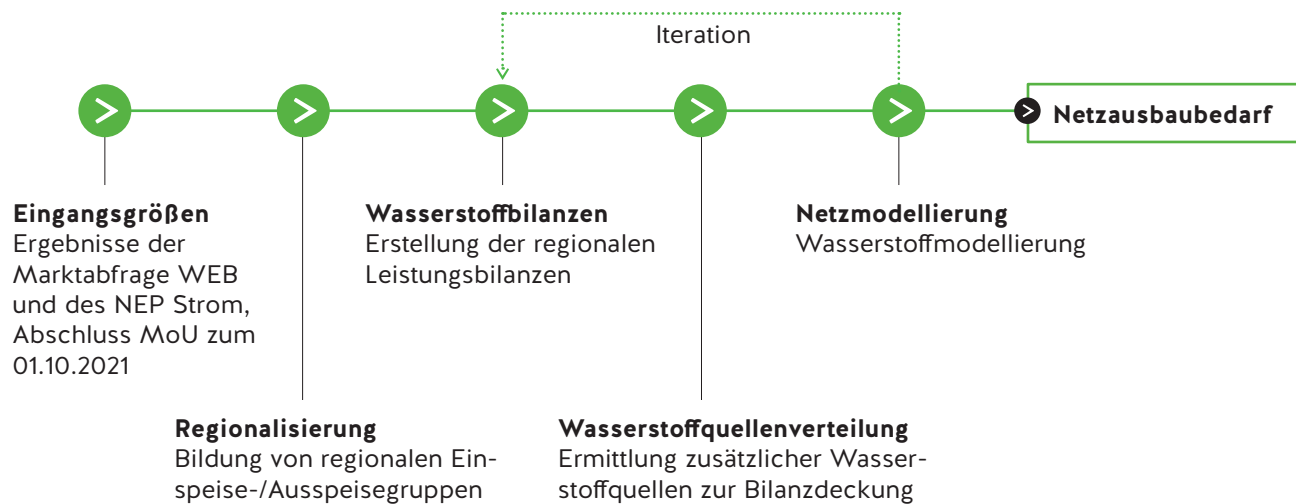 Iteration
Netzausbaubedarf
Eingangsgrößen
Ergebnisse der
Marktabfrage WEB
und des NEP Strom,
Abschluss MoU zum
01.10.2021
Regionalisierung
Bildung von regionalen Ein-
speise-/Ausspeisegruppen
Wasserstoffbilanzen
Erstellung der regionalen
Leistungsbilanzen
Wasserstoffquellenverteilung
Ermittlung zusätzlicher Wasser-
stoffquellen zur Bilanzdeckung
Netzmodellierung
Wasserstoffmodellierung